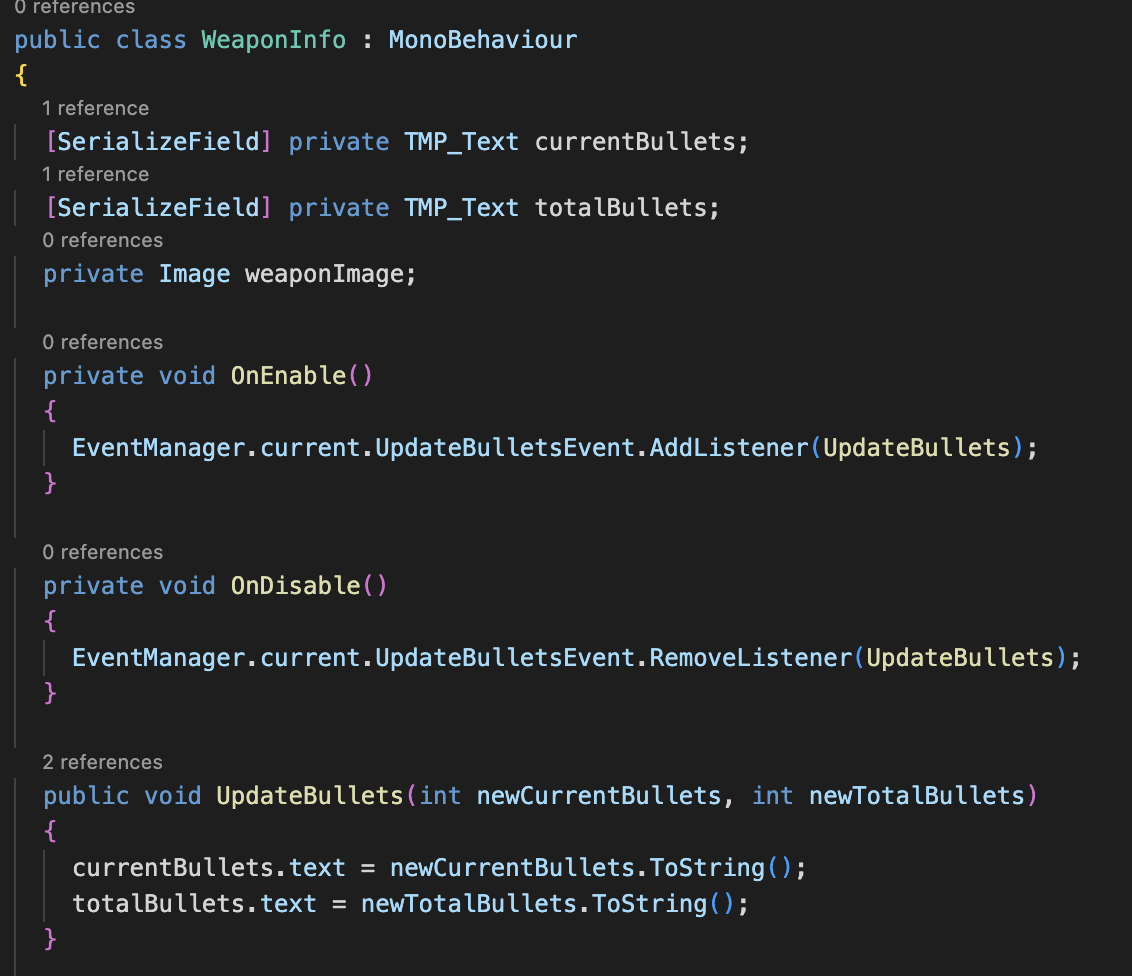 0 references
public class WeaponInfo : MonoBehaviour
{
1 reference
[SerializeField] private TMP_Text currentBullets;
1 reference
[SerializeField] private TMP_Text totalBullets;
0 references
private Image weaponImage;
0 references
private void OnEnable()
{
EventManager.current.UpdateBulletsEvent.AddListener(UpdateBullets);
}
0 references
private void OnDisable()
{
EventManager.current.UpdateBulletsEvent.RemoveListener(UpdateBullets);
}
2 references
public void UpdateBullets(int newCurrentBullets, int newTotalBullets)
{
currentBullets.text = newCurrentBullets.ToString();
totalBullets.text = newTotalBullets.ToString();
}